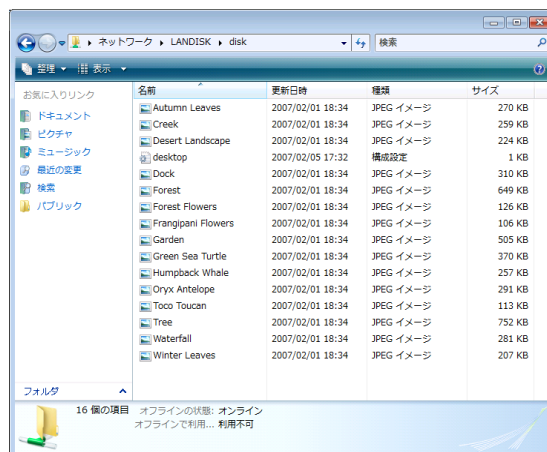 ネットワーク ▸ LANDISK ▸ disk 検索
整理 表示
お気に入りリンク
ドキュメント
ピクチャ
ミュージック
最近の変更
検索
パブリック
フォルダ
名前 更新日時 種類 サイズ
Autumn Leaves 2007/02/01 18:34 JPEG イメージ 270 KB
Creek 2007/02/01 18:34 JPEG イメージ 259 KB
Desert Landscape 2007/02/01 18:34 JPEG イメージ 224 KB
desktop 2007/02/05 17:32 構成設定 1 KB
Dock 2007/02/01 18:34 JPEG イメージ 310 KB
Forest 2007/02/01 18:34 JPEG イメージ 649 KB
Forest Flowers 2007/02/01 18:34 JPEG イメージ 126 KB
Frangipani Flowers 2007/02/01 18:34 JPEG イメージ 106 KB
Garden 2007/02/01 18:34 JPEG イメージ 505 KB
Green Sea Turtle 2007/02/01 18:34 JPEG イメージ 370 KB
Humpback Whale 2007/02/01 18:34 JPEG イメージ 257 KB
Oryx Antelope 2007/02/01 18:34 JPEG イメージ 291 KB
Toco Toucan 2007/02/01 18:34 JPEG イメージ 113 KB
Tree 2007/02/01 18:34 JPEG イメージ 752 KB
Waterfall 2007/02/01 18:34 JPEG イメージ 281 KB
Winter Leaves 2007/02/01 18:34 JPEG イメージ 207 KB
16 個の項目 オフラインの状態: オンライン
オフラインで利用... 利用不可